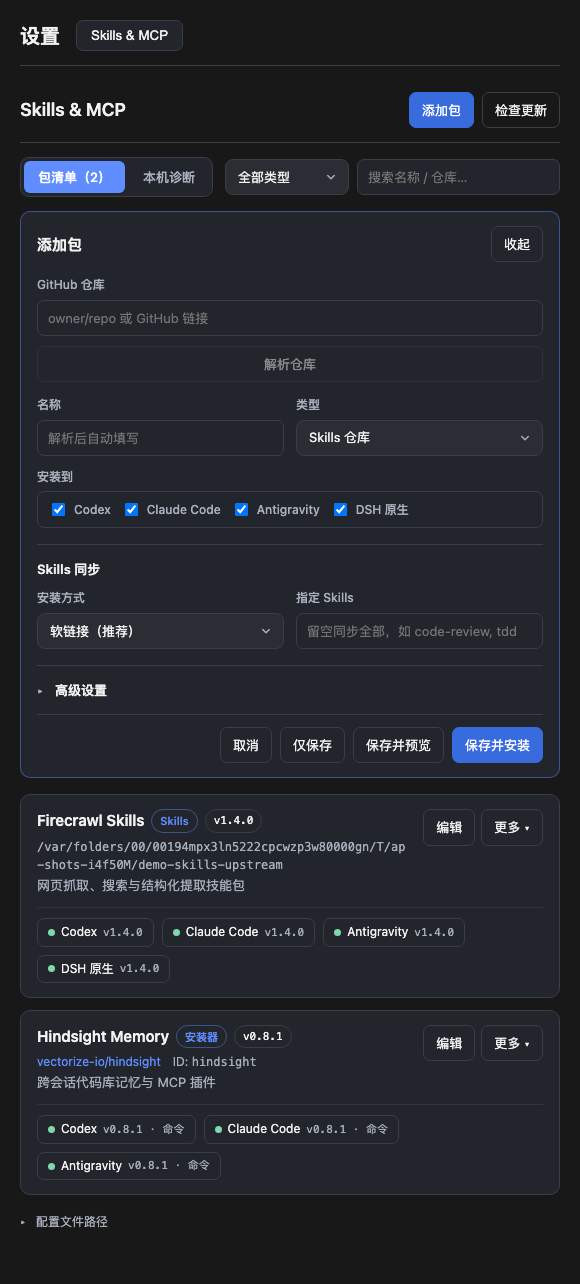 设置 Skills & MCP
Skills & MCP 添加包 检查更新
包清单（2） 本机诊断 全部类型 搜索名称 / 仓库...
添加包 收起
GitHub 仓库
owner/repo 或 GitHub 链接
解析仓库
名称 类型
解析后自动填写 Skills 仓库
安装到
Codex Claude Code Antigravity DSH 原生
Skills 同步
安装方式 指定 Skills
软链接（推荐） 留空同步全部，如 code-review, tdd
▸ 高级设置
取消 仅保存 保存并预览 保存并安装
Firecrawl Skills Skills v1.4.0 编辑 更多 ▾
/var/folders/00/00194mpx3ln5222cpcwzp3w80000gn/T/ap
-shots-i4f50M/demo-skills-upstream
网页抓取、搜索与结构化提取技能包
Codex v1.4.0 Claude Code v1.4.0 Antigravity v1.4.0
DSH 原生 v1.4.0
Hindsight Memory 安装器 v0.8.1 编辑 更多 ▾
vectorize-io/hindsight ID: hindsight
跨会话代码库记忆与 MCP 插件
Codex v0.8.1 · 命令 Claude Code v0.8.1 · 命令
Antigravity v0.8.1 · 命令
▸ 配置文件路径